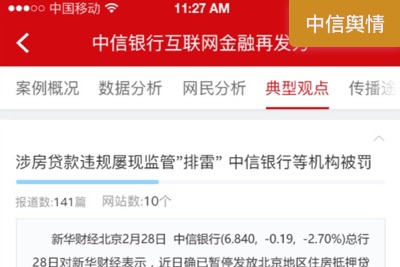 中国移动 11:27 AM
中信银行互联网金融再发
中信舆情
案例概况 数据分析 网民分析 典型观点 传播途
涉房贷款违规屡现监管"排雷" 中信银行等机构被罚
报道数:141篇 网站数:10个
新华财经北京2月28日 中信银行(6.840, -0.19, -2.70%)总行
28日对新华财经表示，近日确已暂停发放北京地区住房抵押贷